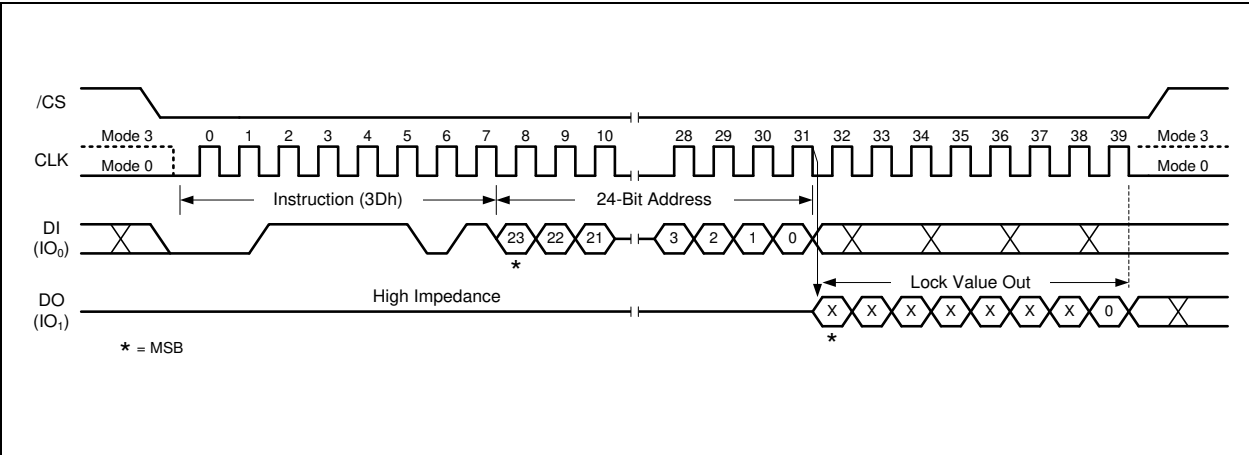 /CS
Mode 3 0 1 2 3 4 5 6 7 8 9 10 28 29 30 31 32 33 34 35 36 37 38 39 Mode 3
CLK
Mode 0 Mode 0
Instruction (3Dh) 24-Bit Address
DI
(IO₀)
23 22 21 3 2 1 0
*
Lock Value Out
High Impedance
DO
(IO₁)
X X X X X X X 0
*
* = MSB